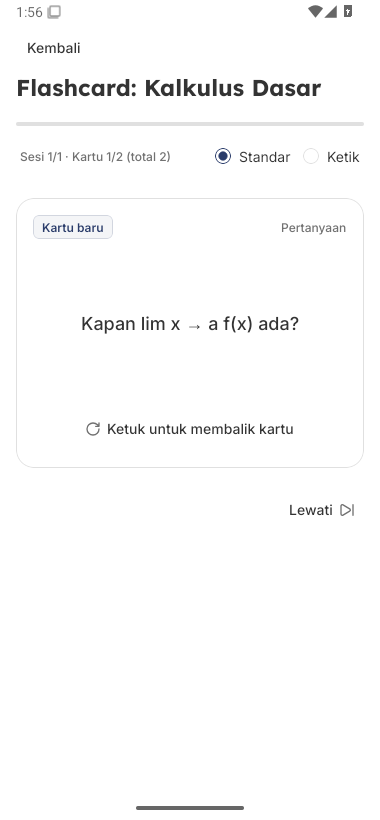 1:56
Kembali
Flashcard: Kalkulus Dasar
Sesi 1/1 · Kartu 1/2 (total 2)
Standar
Ketik
Kartu baru
Pertanyaan
Kapan lim x → a f(x) ada?
Ketuk untuk membalik kartu
Lewati